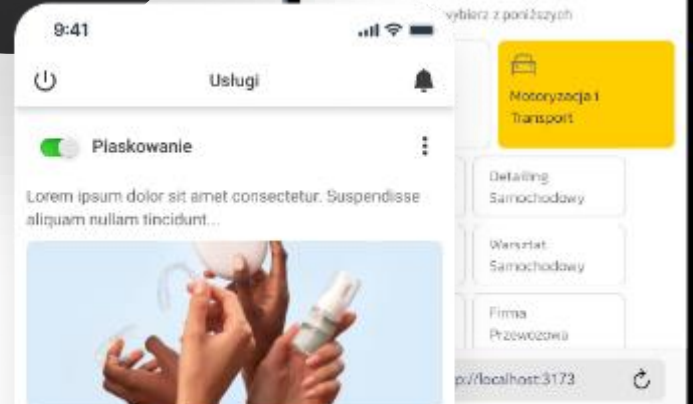 9:41
Usługi
Piaskowanie
Lorem ipsum dolor sit amet consectetur. Suspendisse
aliquam nullam tincidunt...
wybierz z poniższych
Motoryzacja i
Transport
Detailing
Samochodowy
Warsztat
Samochodowy
Firma
Przewozowa
p://localhost:3173